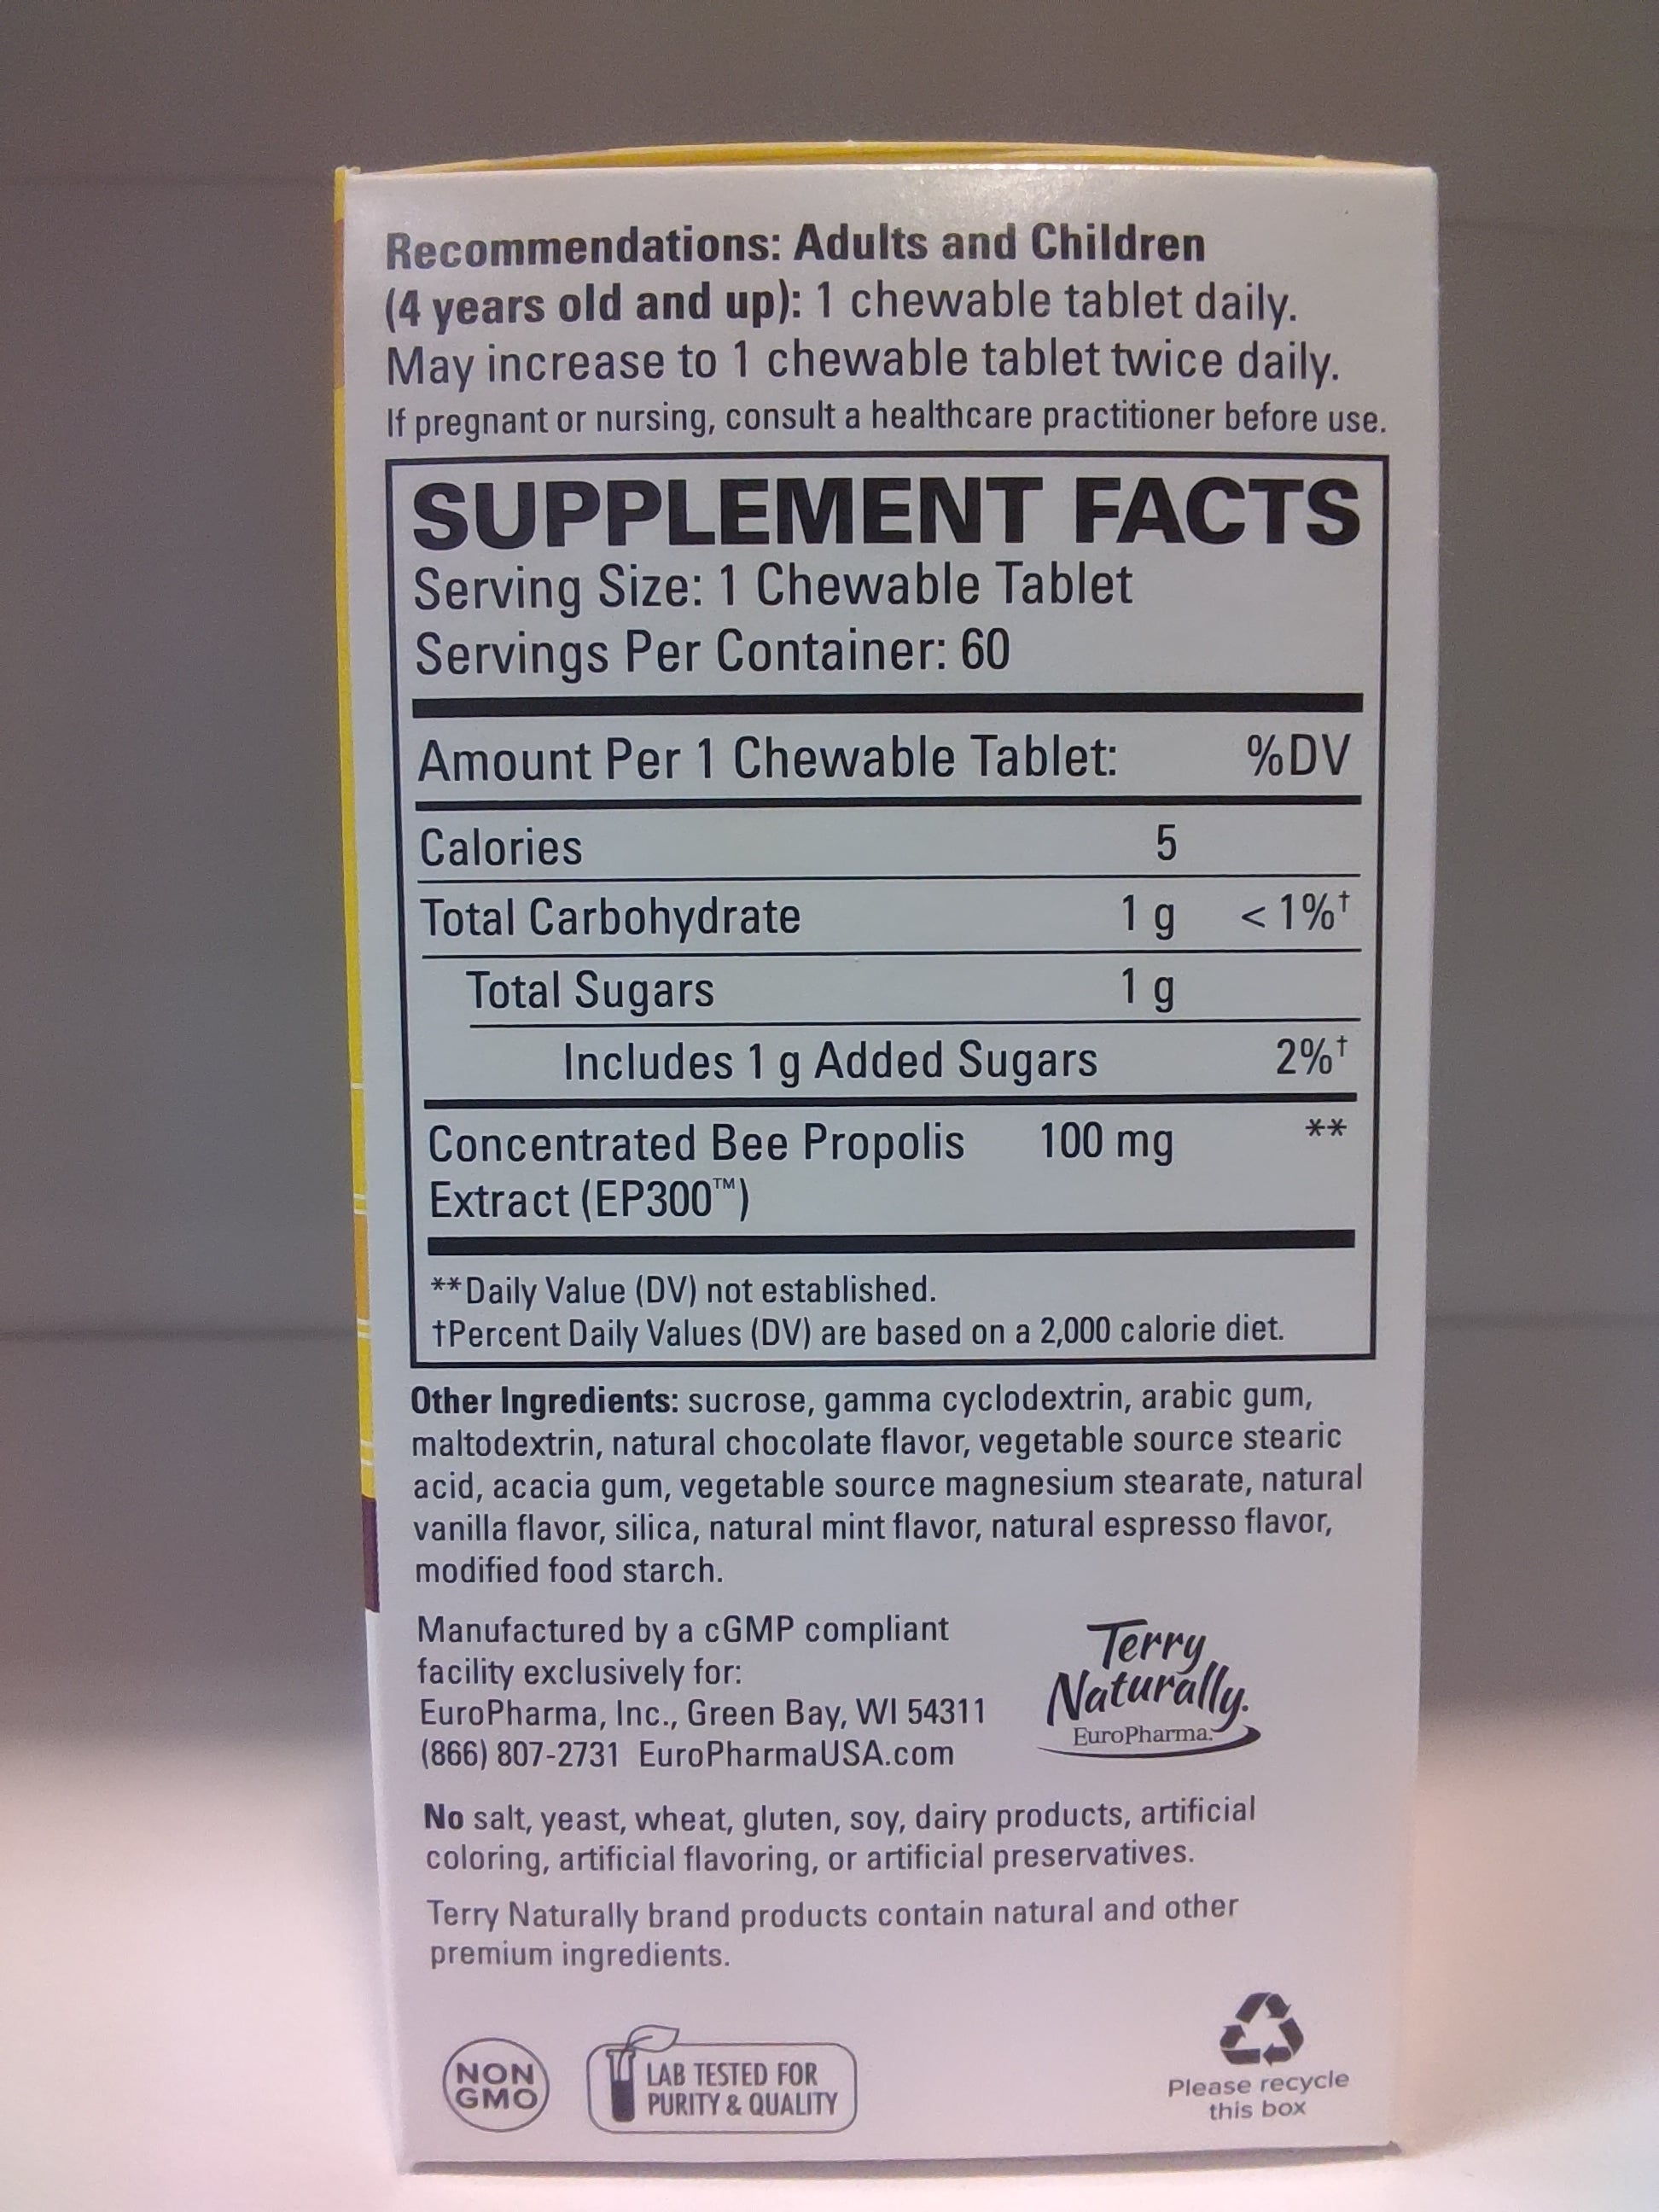 Recommendations: Adults and Children
(4 years old and up): 1 chewable tablet daily.
May increase to 1 chewable tablet twice daily.
If pregnant or nursing, consult a healthcare practitioner before use.
SUPPLEMENT FACTS
Serving Size: 1 Chewable Tablet
Servings Per Container: 60
Amount Per 1 Chewable Tablet: %DV
Calories 5
Total Carbohydrate 1 g < 1%†
Total Sugars 1 g
Includes 1 g Added Sugars 2%†
Concentrated Bee Propolis 100 mg **
Extract (EP300™)
**Daily Value (DV) not established.
†Percent Daily Values (DV) are based on a 2,000 calorie diet.
Other Ingredients: sucrose, gamma cyclodextrin, arabic gum,
maltodextrin, natural chocolate flavor, vegetable source stearic
acid, acacia gum, vegetable source magnesium stearate, natural
vanilla flavor, silica, natural mint flavor, natural espresso flavor,
modified food starch.
Manufactured by a cGMP compliant
facility exclusively for:
EuroPharma, Inc., Green Bay, WI 54311
(866) 807-2731 EuroPharmaUSA.com
Terry
Naturally.
EuroPharma.
No salt, yeast, wheat, gluten, soy, dairy products, artificial
coloring, artificial flavoring, or artificial preservatives.
Terry Naturally brand products contain natural and other
premium ingredients.
NON
GMO
LAB TESTED FOR
PURITY & QUALITY
Please recycle
this box